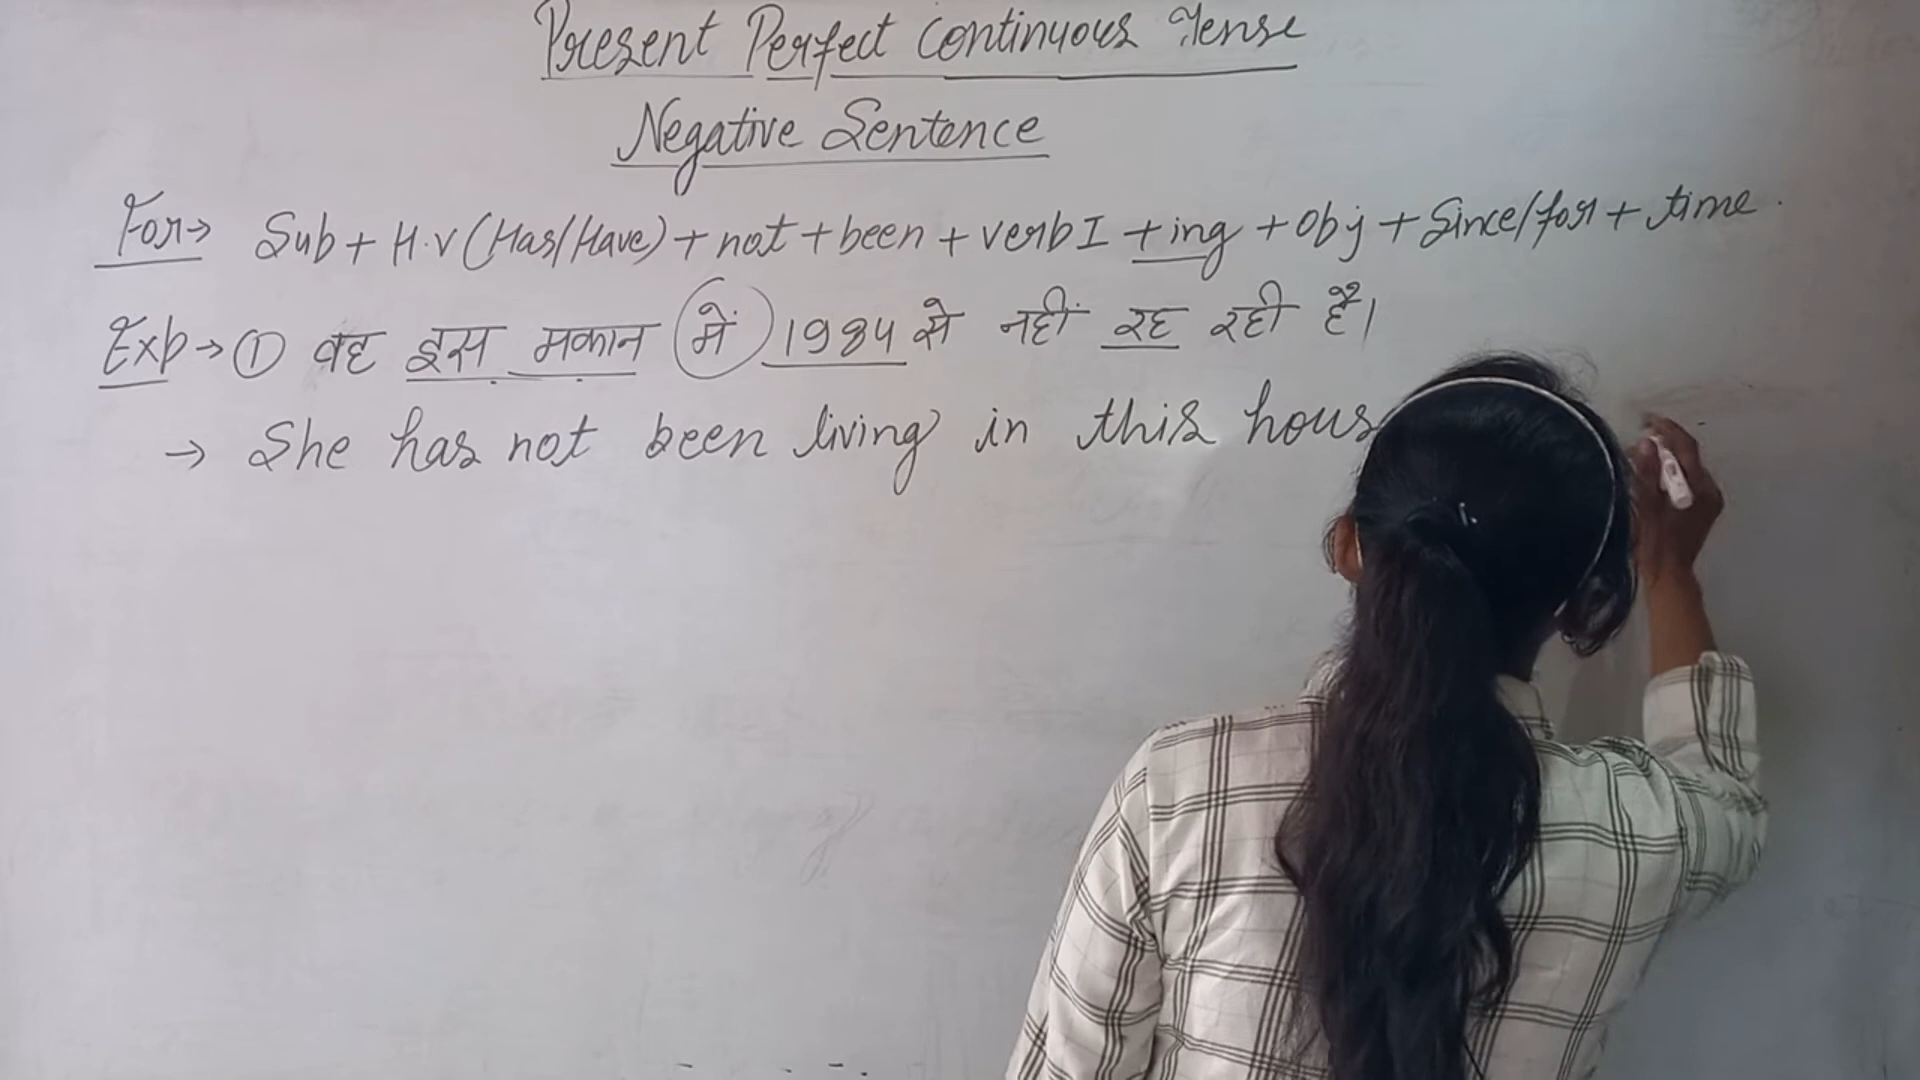 Present Perfect Continuous Tense
Negative Sentence
For→ Sub + H.V (Has/Have) + not + been + verb I + ing + Obj + Since/for + time.
Exp→ ① वह इस मकान में 1984 से नहीं रह रही है।
→ She has not been living in this hous